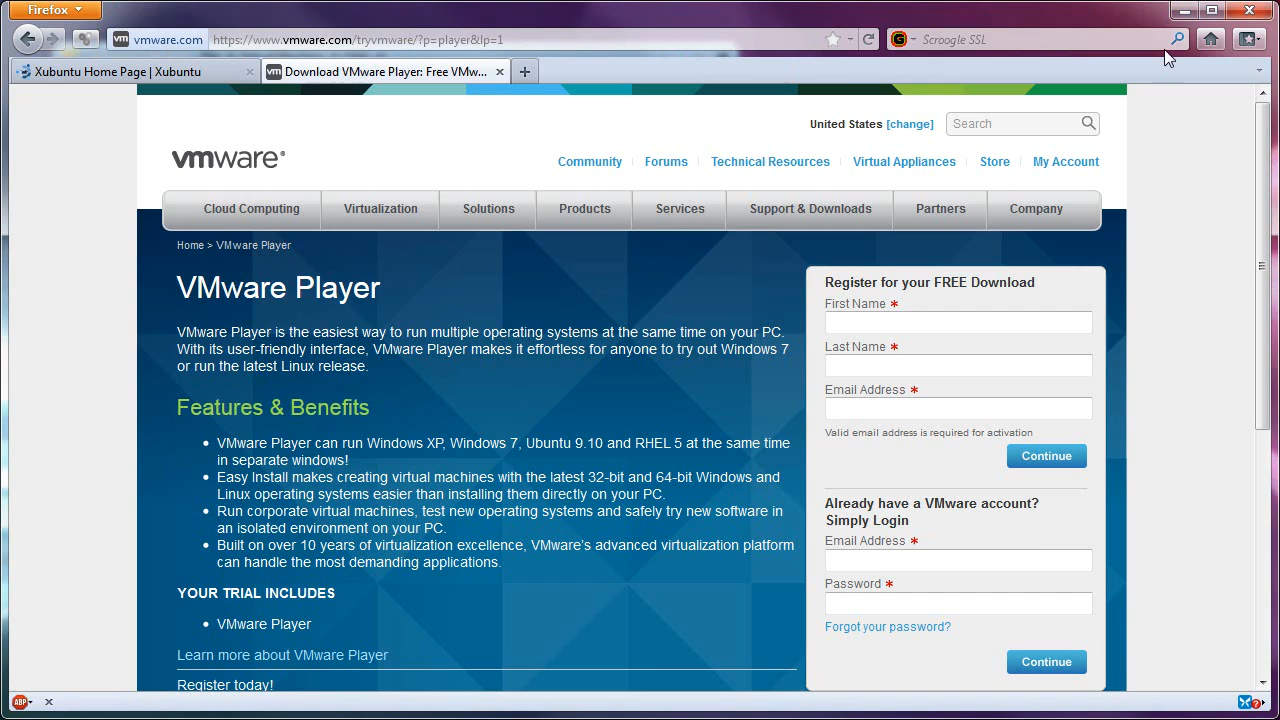 Firefox
vmware.com
https://www.vmware.com/tryvmware/?p=player&lp=1
Scroogle SSL
Xubuntu Home Page | Xubuntu
Download VMware Player: Free VMw...
United States [change]
Search
vmware®
Community
Forums
Technical Resources
Virtual Appliances
Store
My Account
Cloud Computing
Virtualization
Solutions
Products
Services
Support & Downloads
Partners
Company
Home > VMware Player
VMware Player
VMware Player is the easiest way to run multiple operating systems at the same time on your PC.
With its user-friendly interface, VMware Player makes it effortless for anyone to try out Windows 7
or run the latest Linux release.
Features & Benefits
• VMware Player can run Windows XP, Windows 7, Ubuntu 9.10 and RHEL 5 at the same time
in separate windows!
• Easy Install makes creating virtual machines with the latest 32-bit and 64-bit Windows and
Linux operating systems easier than installing them directly on your PC.
• Run corporate virtual machines, test new operating systems and safely try new software in
an isolated environment on your PC.
• Built on over 10 years of virtualization excellence, VMware's advanced virtualization platform
can handle the most demanding applications.
YOUR TRIAL INCLUDES
• VMware Player
Learn more about VMware Player
Register today!
Register for your FREE Download
First Name *
Last Name *
Email Address *
Valid email address is required for activation
Continue
Already have a VMware account?
Simply Login
Email Address *
Password *
Forgot your password?
Continue
ABP